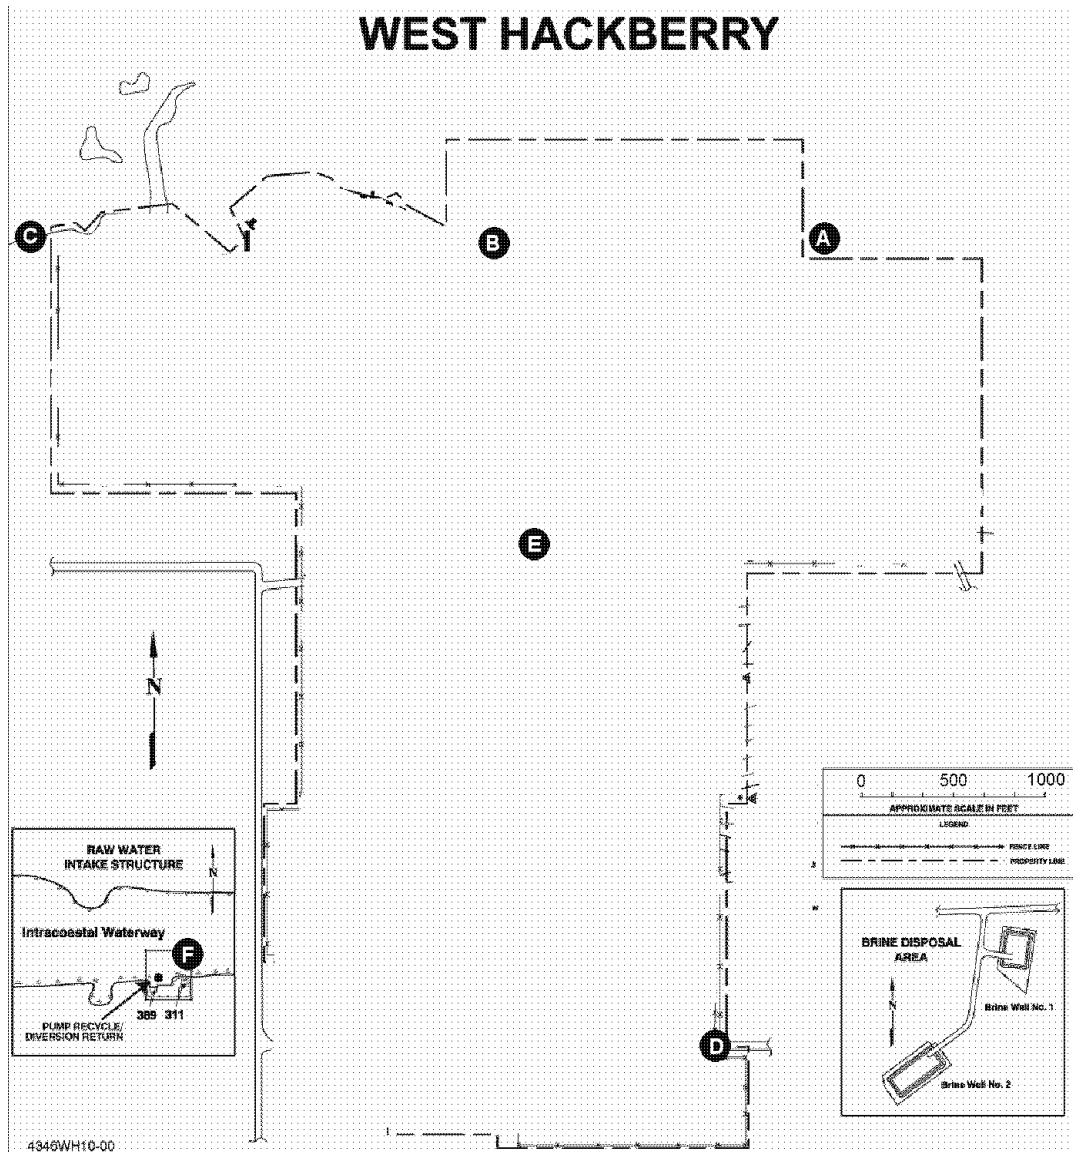 WEST HACKBERRY
C
B
A
E
N
0 500 1000
APPROXIMATE SCALE IN FEET
LEGEND
FENCE LINE
PROPERTY LINE
RAW WATER
INTAKE STRUCTURE
N
Intracoastal Waterway
F
389 311
PUMP RECYCLE/
DIVERSION RETURN
D
BRINE DISPOSAL
AREA
N
Brine Well No. 1
Brine Well No. 2
4346WH10-00